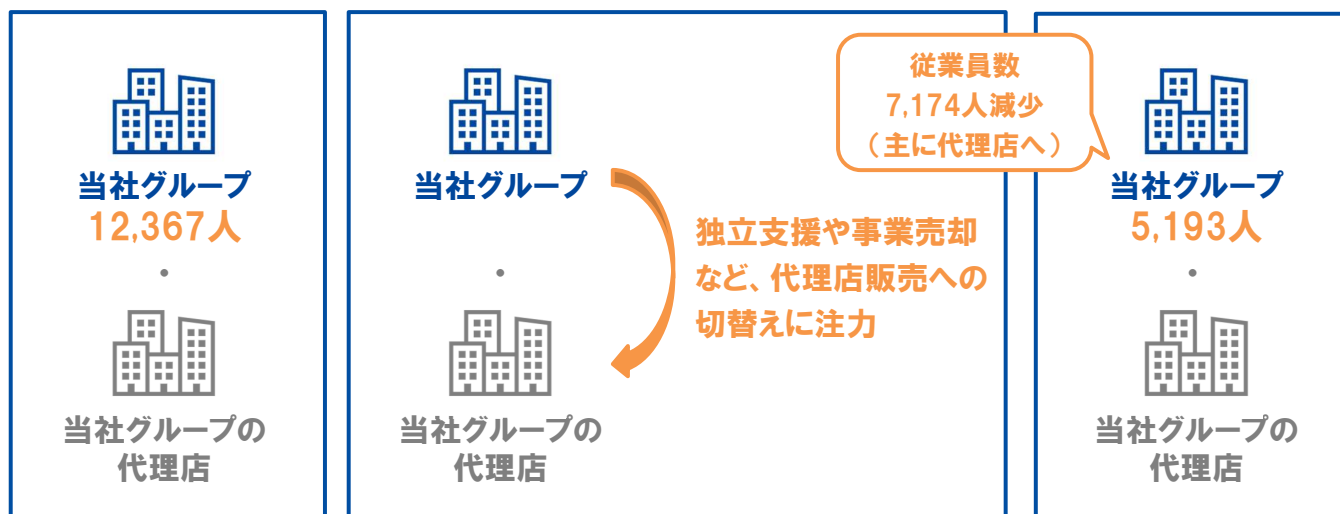 当社グループ
12,367人
・
当社グループの
代理店
当社グループ
・
当社グループの
代理店
独立支援や事業売却
など、代理店販売への
切替えに注力
従業員数
7,174人減少
（主に代理店へ）
当社グループ
5,193人
・
当社グループの
代理店